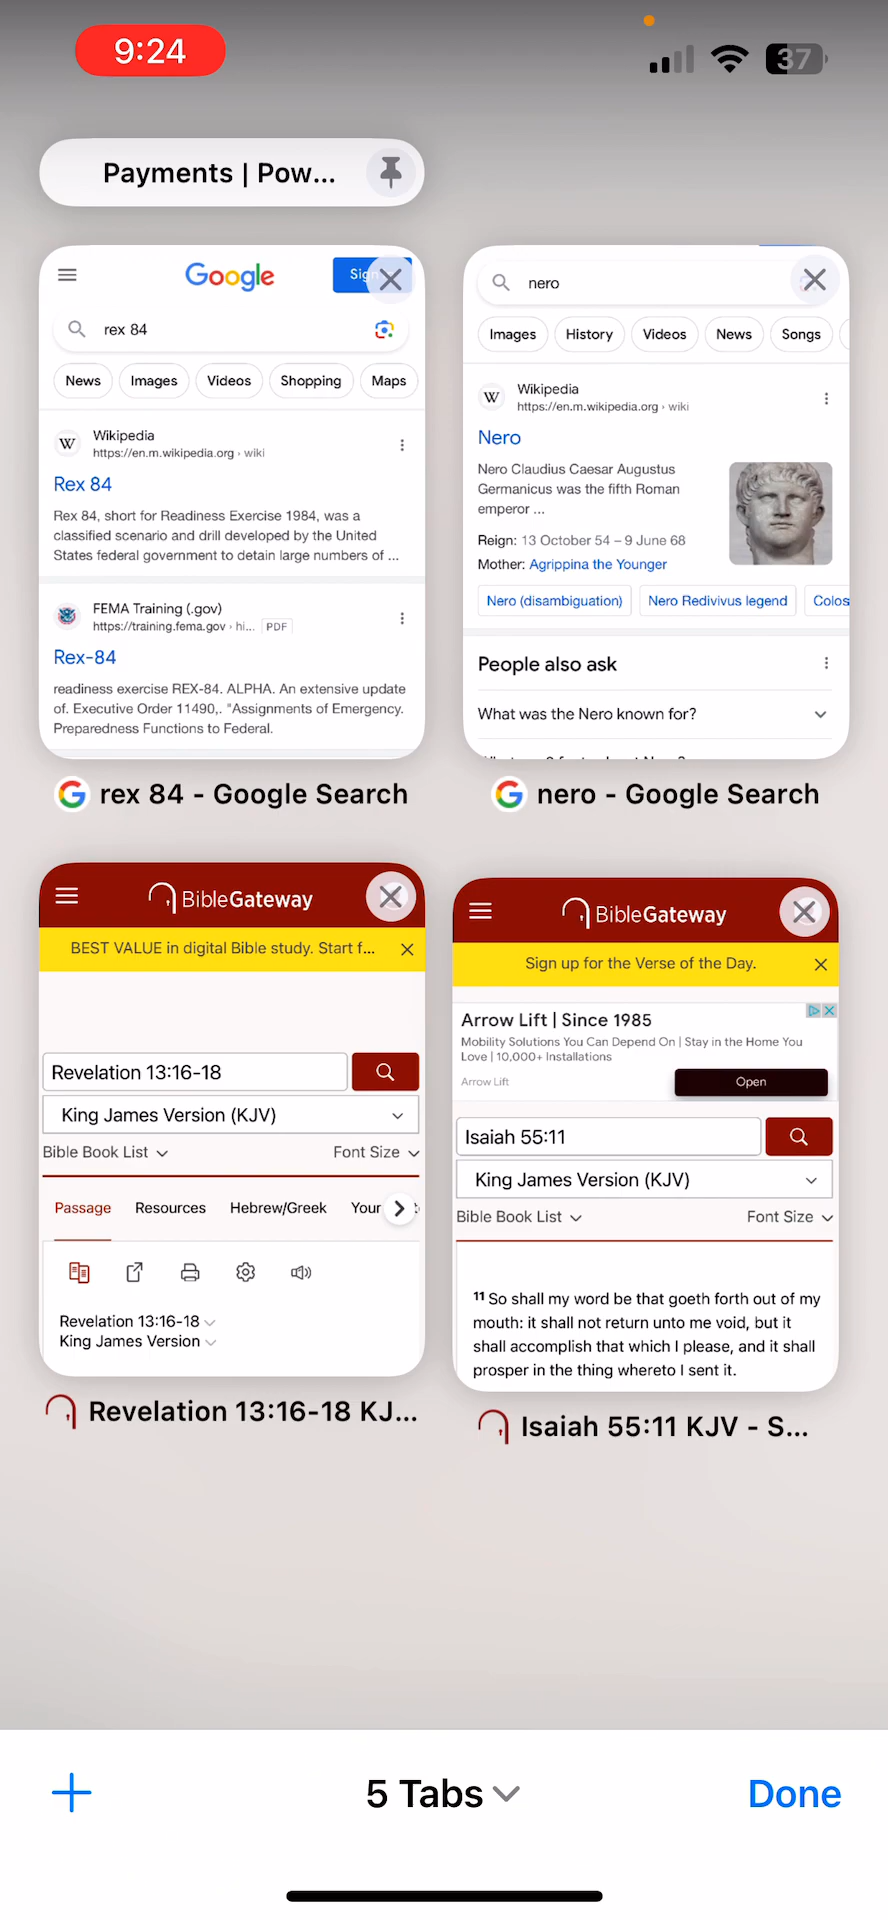 9:24
37
Payments | Pow...
Google
Sig
rex 84
News
Images
Videos
Shopping
Maps
Wikipedia
https://en.m.wikipedia.org › wiki
Rex 84
Rex 84, short for Readiness Exercise 1984, was a
classified scenario and drill developed by the United
States federal government to detain large numbers of ...
FEMA Training (.gov)
https://training.fema.gov › hi... PDF
Rex-84
readiness exercise REX-84. ALPHA. An extensive update
of. Executive Order 11490,. "Assignments of Emergency.
Preparedness Functions to Federal.
rex 84 - Google Search
nero
Images
History
Videos
News
Songs
W
Wikipedia
https://en.m.wikipedia.org › wiki
Nero
Nero Claudius Caesar Augustus
Germanicus was the fifth Roman
emperor ...
Reign: 13 October 54 – 9 June 68
Mother: Agrippina the Younger
Nero (disambiguation)
Nero Redivivus legend
Colos
People also ask
What was the Nero known for?
nero - Google Search
BibleGateway
BEST VALUE in digital Bible study. Start f...
Revelation 13:16-18
King James Version (KJV)
Bible Book List
Font Size
Passage
Resources
Hebrew/Greek
Your
Revelation 13:16-18
King James Version
Revelation 13:16-18 KJ...
BibleGateway
Sign up for the Verse of the Day.
Arrow Lift | Since 1985
Mobility Solutions You Can Depend On | Stay in the Home You
Love | 10,000+ Installations
Arrow Lift
Open
Isaiah 55:11
King James Version (KJV)
Bible Book List
Font Size
11 So shall my word be that goeth forth out of my
mouth: it shall not return unto me void, but it
shall accomplish that which I please, and it shall
prosper in the thing whereto I sent it.
Isaiah 55:11 KJV - S...
5 Tabs
Done